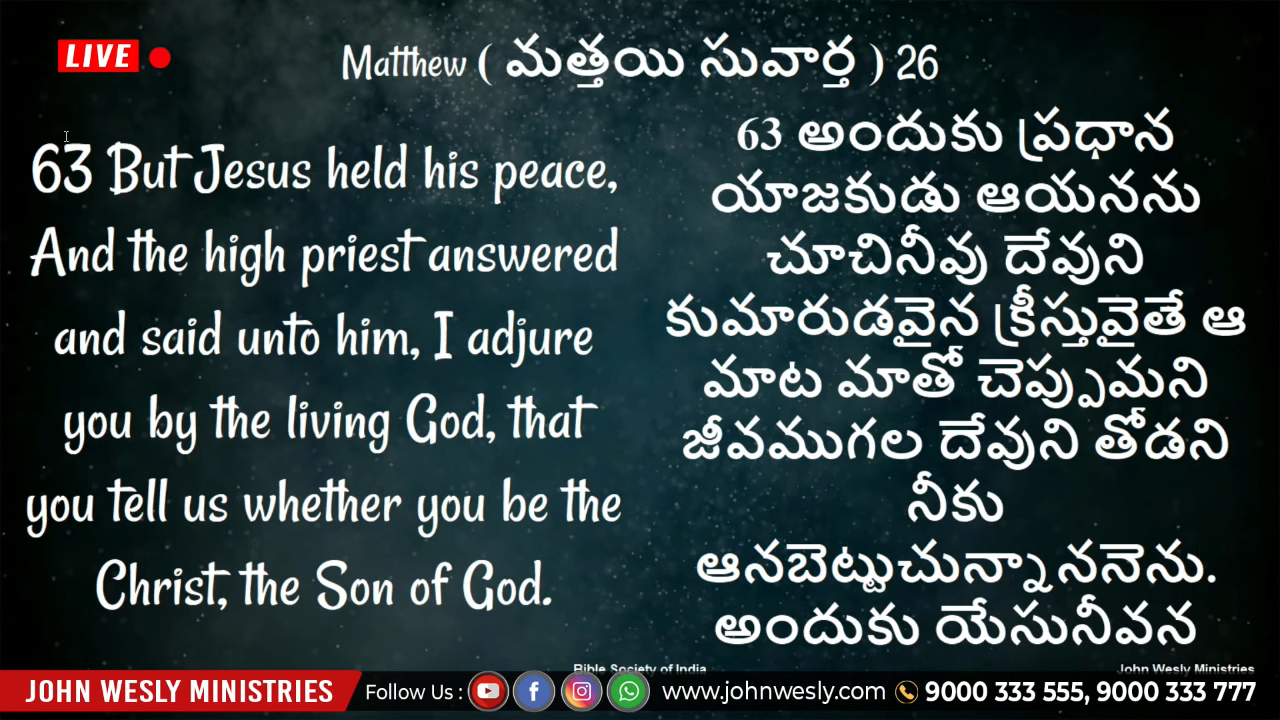 LIVE
Matthew ( మత్తయి సువార్త ) 26
63 But Jesus held his peace,
And the high priest answered
and said unto him, I adjure
you by the living God, that
you tell us whether you be the
Christ, the Son of God.
63 అందుకు ప్రధాన
యాజకుడు ఆయనను
చూచినీవు దేవుని
కుమారుడవైన క్రీస్తువైతే ఆ
మాట మాతో చెప్పుమని
జీవముగల దేవుని తోడని
నీకు
ఆనబెట్టుచున్నాననెను.
అందుకు యేసునీవన
Bible Society of India
John Wesly Ministries
JOHN WESLY MINISTRIES
Follow Us :
www.johnwesly.com
9000 333 555, 9000 333 777